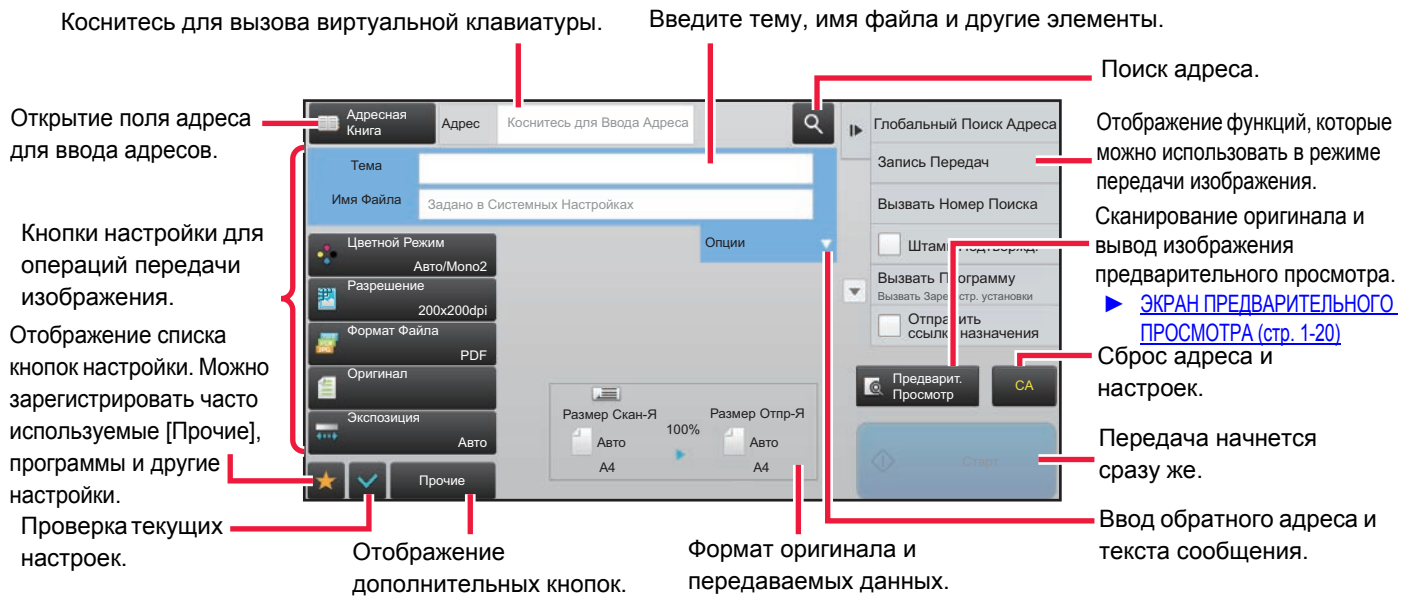 Коснитесь для вызова виртуальной клавиатуры.
Введите тему, имя файла и другие элементы.
Поиск адреса.
Открытие поля адреса
для ввода адресов.
Адресная
Книга
Адрес
Коснитесь для Ввода Адреса
Глобальный Поиск Адреса
Отображение функций, которые
можно использовать в режиме
передачи изображения.
Тема
Запись Передач
Имя Файла
Задано в Системных Настройках
Вызвать Номер Поиска
Кнопки настройки для
операций передачи
изображения.
Цветной Режим
Авто/Mono2
Опции
Сканирование оригинала и
вывод изображения
предварительного просмотра.
► ЭКРАН ПРЕДВАРИТЕЛЬНОГО
ПРОСМОТРА (стр. 1-20)
Разрешение
200x200dpi
Вызвать Программу
Вызвать установки
Формат Файла
PDF
Отправить
ссылк назначения
Отображение списка
кнопок настройки. Можно
зарегистрировать часто
используемые [Прочие],
программы и другие
настройки.
Оригинал
Экспозиция
Авто
Размер Скан-Я
Авто
A4
100%
Размер Отпр-Я
Авто
A4
Предварит.
Просмотр
CA
Сброс адреса и
настроек.
Старт
Передача начнется
сразу же.
Прочие
Проверка текущих
настроек.
Отображение
дополнительных кнопок.
Формат оригинала и
передаваемых данных.
Ввод обратного адреса и
текста сообщения.